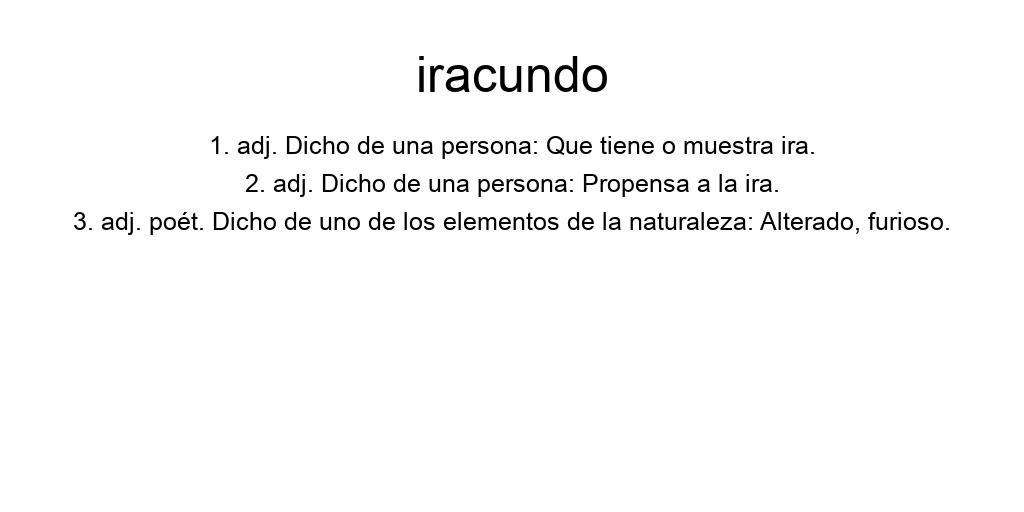 iracundo
1. adj. Dicho de una persona: Que tiene o muestra ira.
2. adj. Dicho de una persona: Propensa a la ira.
3. adj. poét. Dicho de uno de los elementos de la naturaleza: Alterado, furioso.